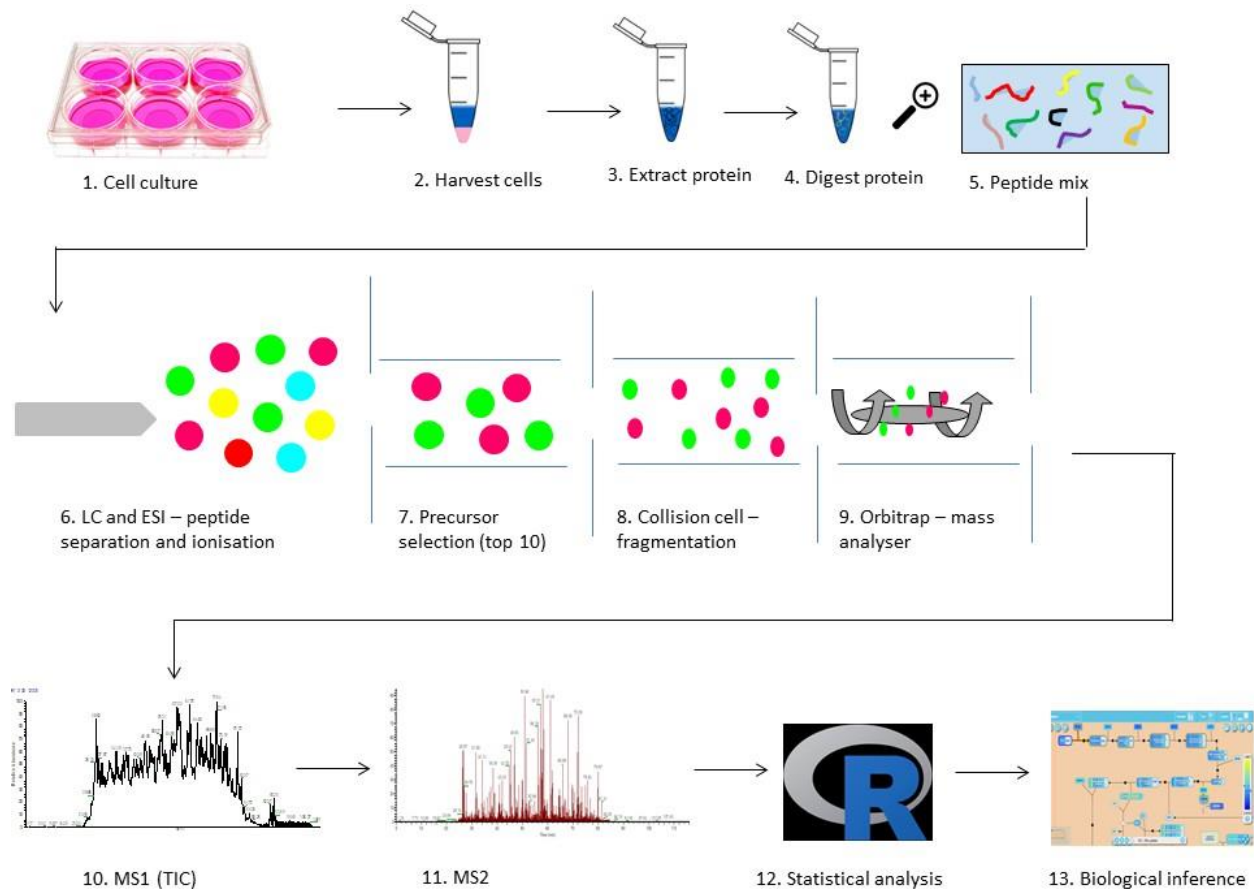 1. Cell culture
2. Harvest cells
3. Extract protein
4. Digest protein
5. Peptide mix
6. LC and ESI – peptide
separation and ionisation
7. Precursor
selection (top 10)
8. Collision cell –
fragmentation
9. Orbitrap – mass
analyser
R
10. MS1 (TIC)
11. MS2
12. Statistical analysis
13. Biological inference